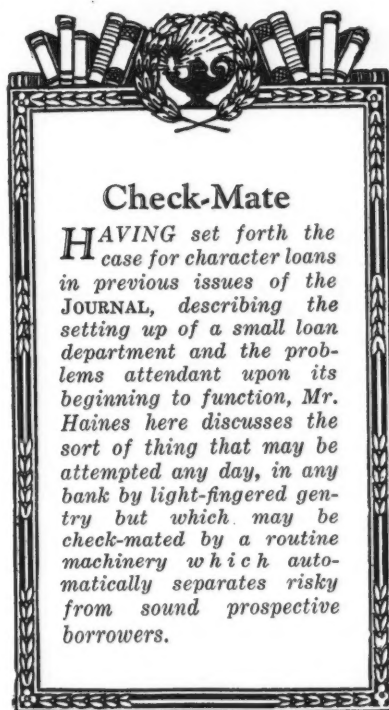 Check-Mate
HAVING set forth the
case for character loans
in previous issues of the
JOURNAL, describing the
setting up of a small loan
department and the prob-
lems attendant upon its
beginning to function, Mr.
Haines here discusses the
sort of thing that may be
attempted any day, in any
bank by light-fingered gen-
try but which may be
check-mated by a routine
machinery which auto-
matically separates risky
from sound prospective
borrowers.